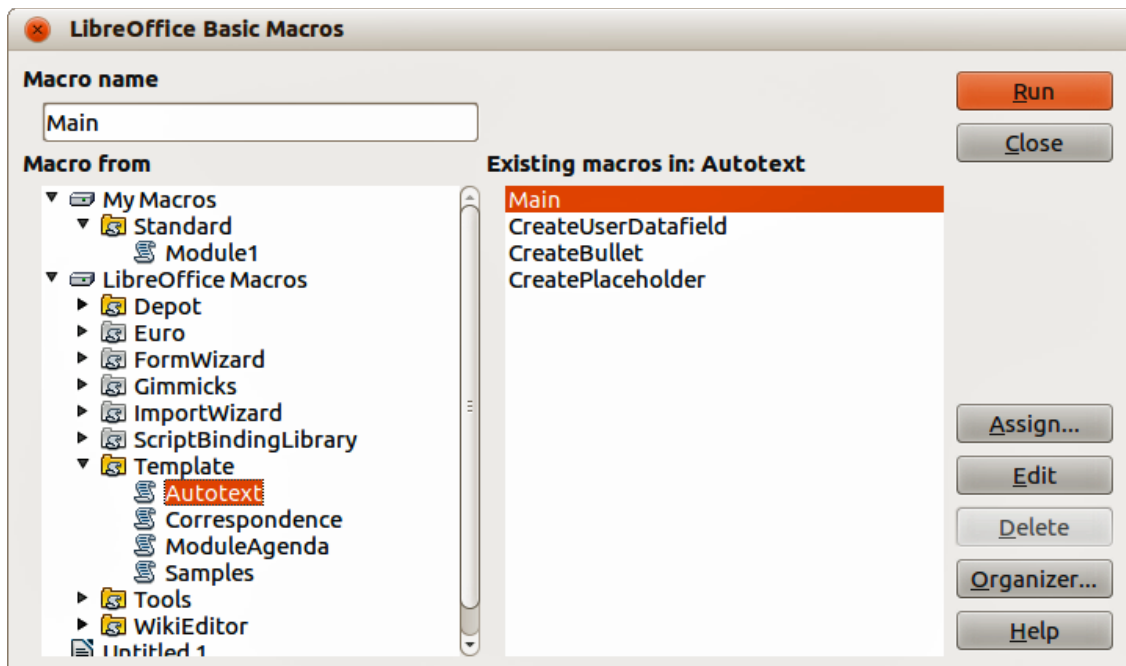 LibreOffice Basic Macros
Macro name
Main
Macro from
My Macros
Standard
Module1
LibreOffice Macros
Depot
Euro
FormWizard
Gimmicks
ImportWizard
ScriptBindingLibrary
Template
Autotext
Correspondence
ModuleAgenda
Samples
Tools
WikiEditor
Untitled 1
Existing macros in: Autotext
Main
CreateUserDatafield
CreateBullet
CreatePlaceholder
Run
Close
Assign...
Edit
Delete
Organizer...
Help